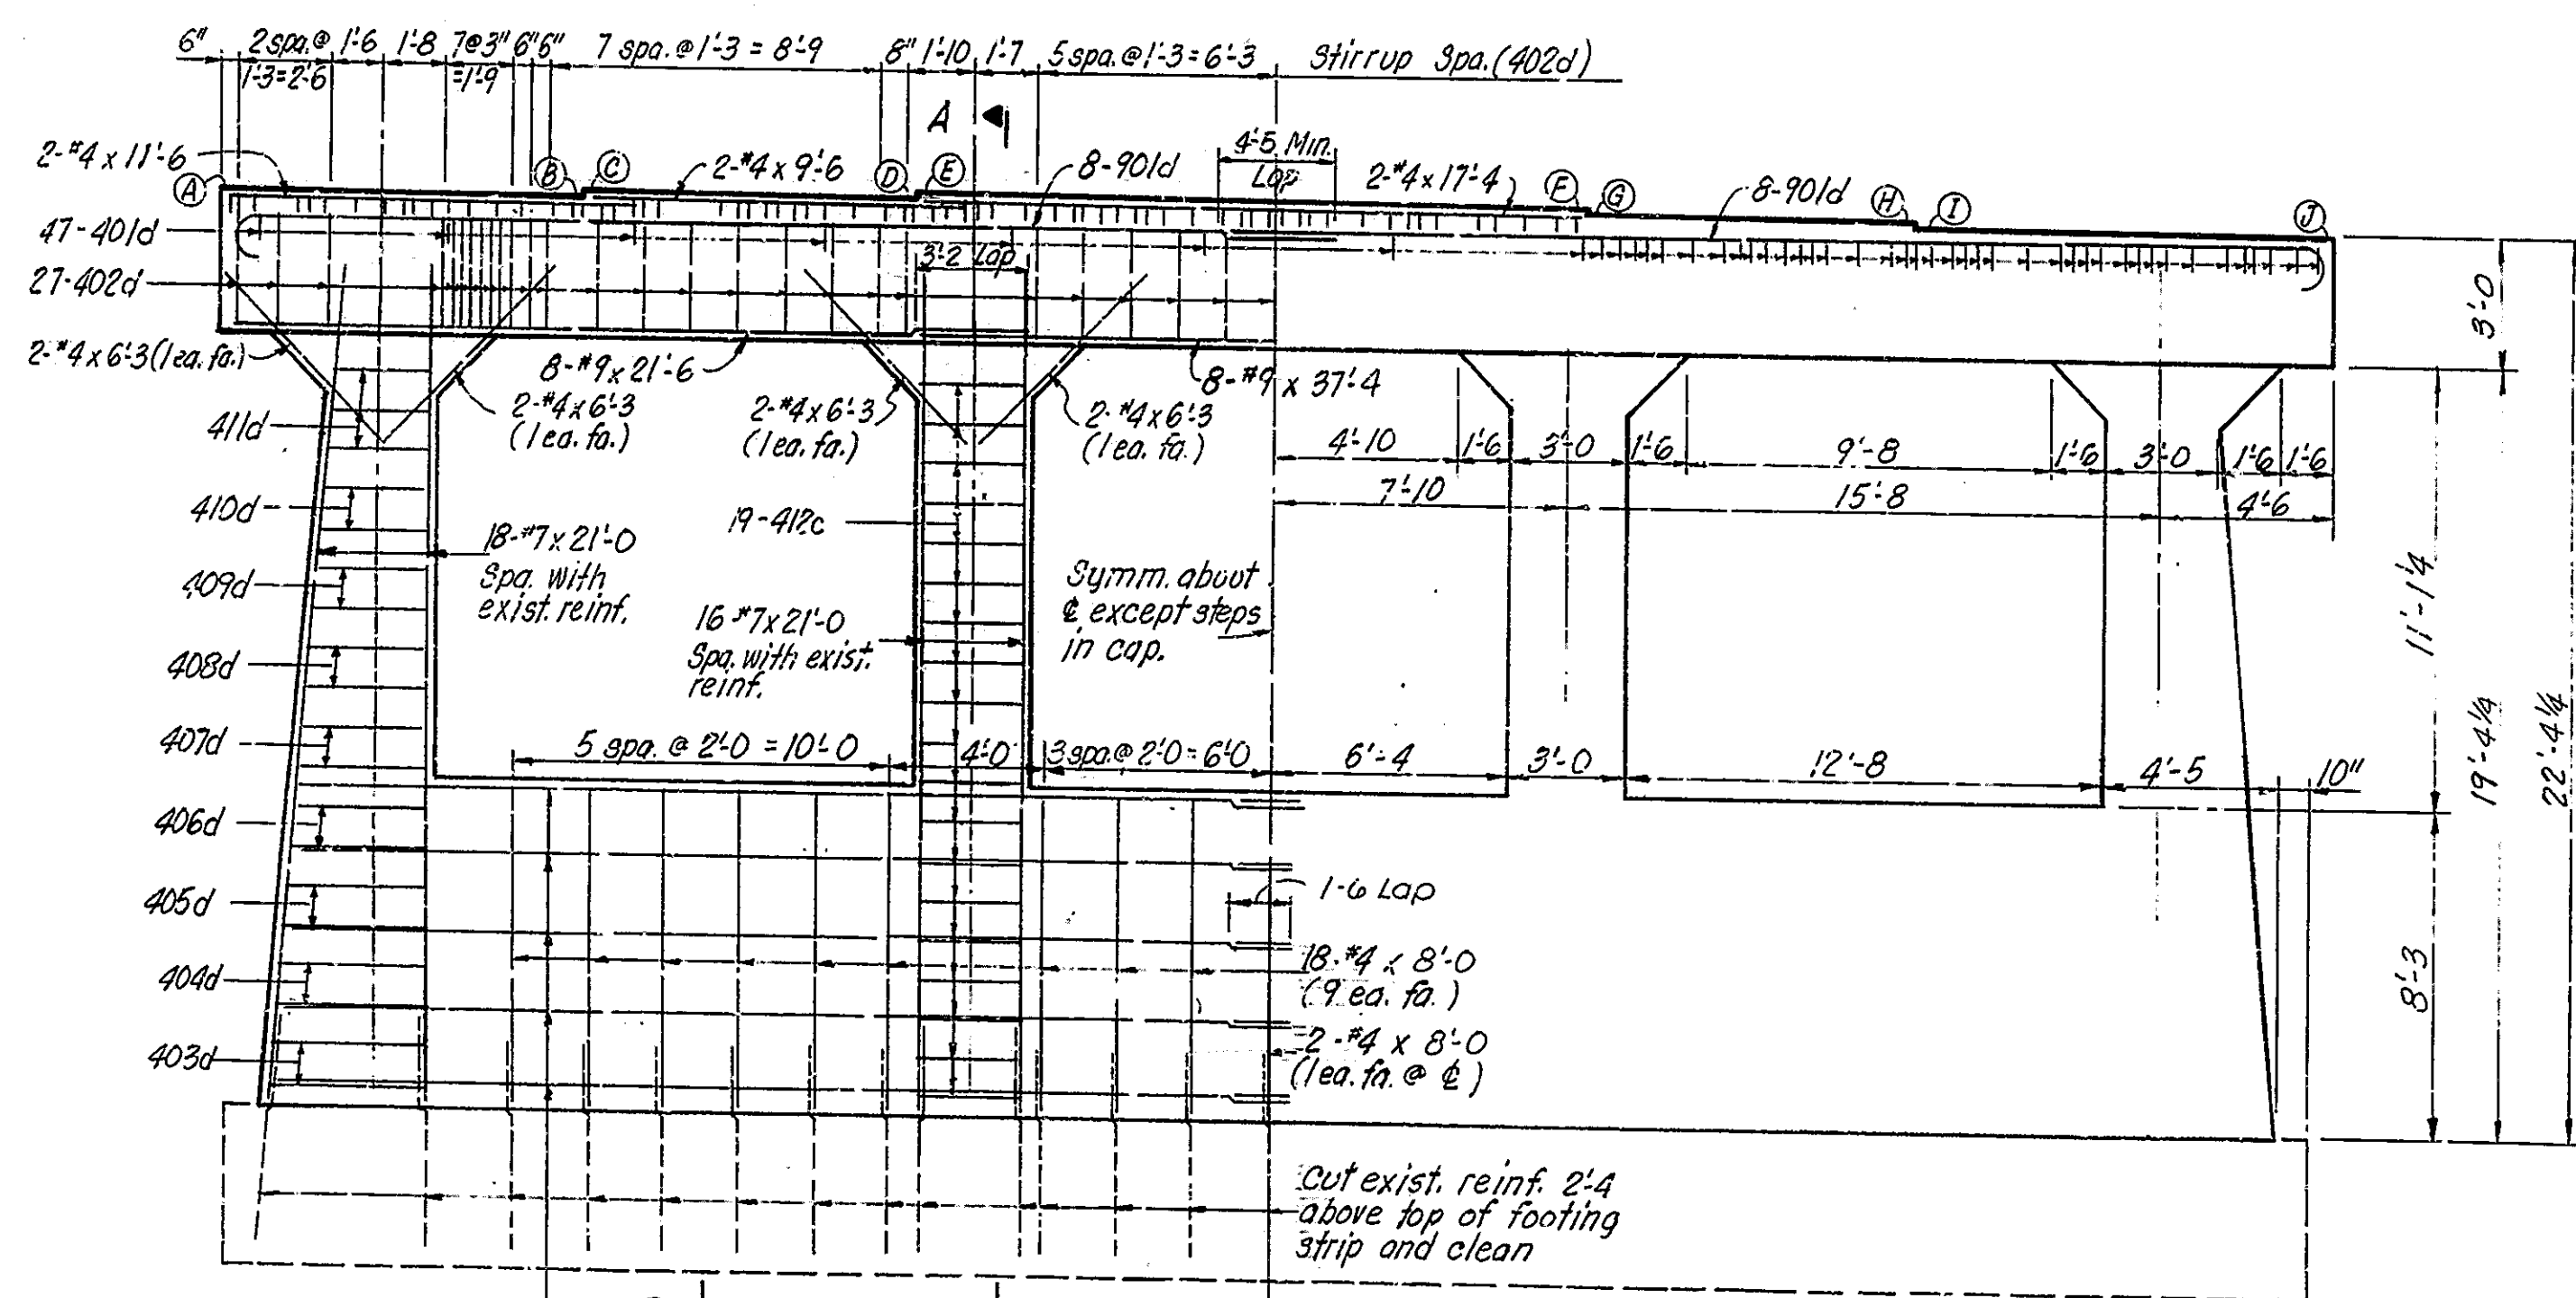 6" 2 spa.@ 1'-6 1'-8 7@3" 6" 6" 7 spa.@1'-3 = 8'-9 8" 1'-10 1'-7 5 spa.@1'-3 = 6'-3 Stirrup Spa.(402d)
1'-3=2'-6 =1'-9
A
2-#4 x 11'-6
A
B
C
2-#4 x 9'-6
D
E
8-901d
4'-5 Min.
Lap
2-#4 x 17'-4
F
G
8-901d
H
I
J
47-401d
27-402d
3'-2 Lap
3'-0
2-#4 x 6'-3 (1 ea. fa.)
8-#9 x 21'-6
8-#9 x 37'-4
2-#4 x 6'-3
(1 ea. fa.)
2-#4 x 6'-3
(1 ea. fa.)
2-#4 x 6'-3
(1 ea. fa.)
411d
4'-10 1'-6 3'-0 1'-6 9'-8 1'-6 3'-0 1'-6 1'-6
7'-10 15'-8 4'-6
410d
19-412c
18-#7 x 21'-0
Spa. with
exist. reinf.
409d
Symm. about
℄ except steps
in cap.
16-#7 x 21'-0
Spa. with exist.
reinf.
11'-1¼
408d
407d
5 spa. @ 2'-0 = 10'-0 4'-0 3 spa.@ 2'-0 = 6'-0 6'-4 3'-0 12'-8 4'-5 10"
19'-4¼
22'-4¼
406d
405d
1-6 Lap
404d
18-#4 x 8'-0
(9 ea. fa.)
8'-3
403d
2-#4 x 8'-0
(1 ea. fa. @ ℄)
Cut exist. reinf. 2'-4
above top of footing
strip and clean